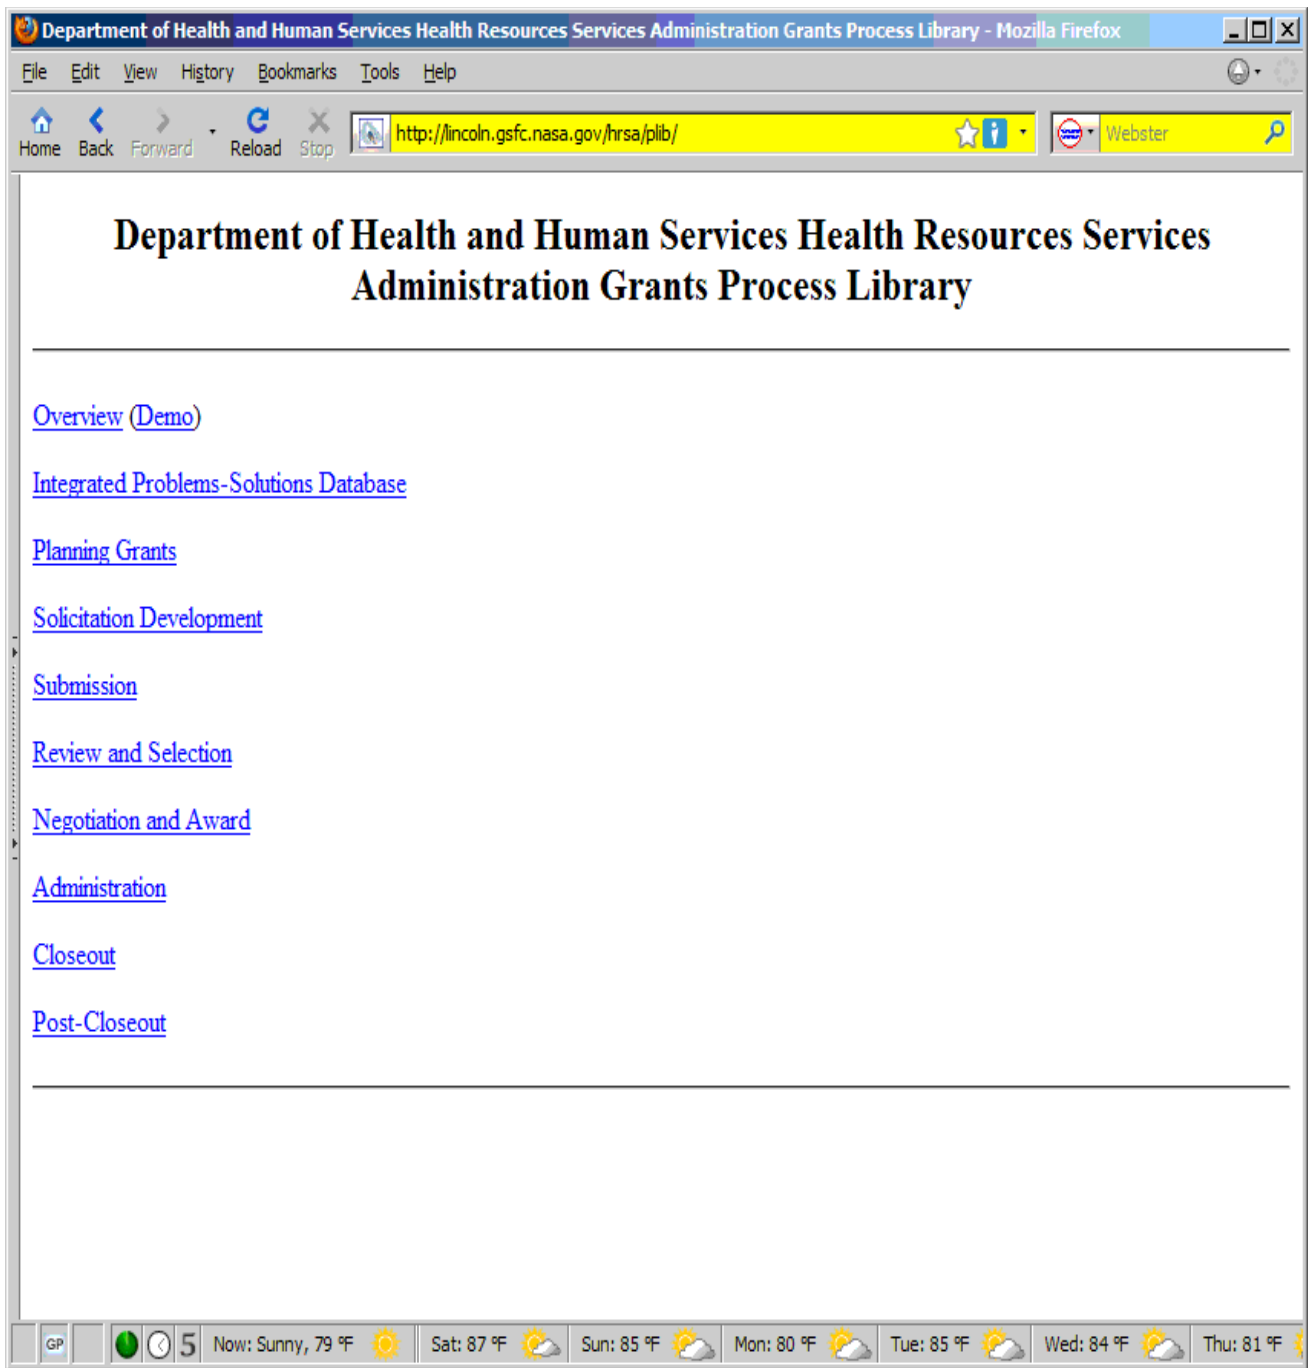 Department of Health and Human Services Health Resources Services Administration Grants Process Library - Mozilla Firefox
File Edit View History Bookmarks Tools Help
Home Back Forward Reload Stop http://lincoln.gsfc.nasa.gov/hrsa/plib/ Webster
Department of Health and Human Services Health Resources Services
Administration Grants Process Library
Overview (Demo)
Integrated Problems-Solutions Database
Planning Grants
Solicitation Development
Submission
Review and Selection
Negotiation and Award
Administration
Closeout
Post-Closeout
GP 5 Now: Sunny, 79 °F Sat: 87 °F Sun: 85 °F Mon: 80 °F Tue: 85 °F Wed: 84 °F Thu: 81 °F